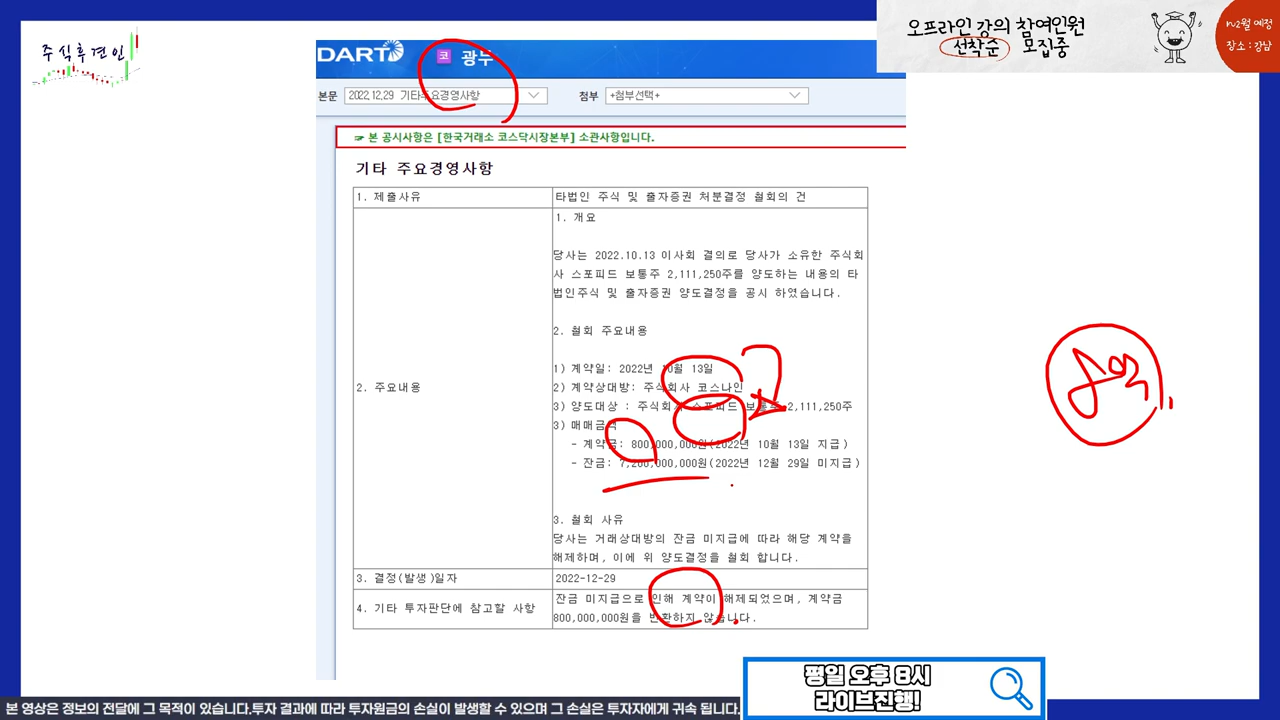 주식후견인
오프라인 강의 참여인원
선착순 모집중
n2월 예정
장소 : 강남
DART
코 광무
본문 2022.12.29 기타주요경영사항
첨부 +첨부선택+
☞ 본 공시사항은 [한국거래소 코스닥시장본부] 소관사항입니다.
기타 주요경영사항
1. 제출사유
타법인 주식 및 출자증권 처분결정 철회의 건
2. 주요내용
1. 개요
당사는 2022.10.13 이사회 결의로 당사가 소유한 주식회
사 스포피드 보통주 2,111,250주를 양도하는 내용의 타
법인주식 및 출자증권 양도결정을 공시 하였습니다.
2. 철회 주요내용
1) 계약일: 2022년 10월 13일
2) 계약상대방: 주식회사 코스나인
3) 양도대상 : 주식회사 스포피드 보통주 2,111,250주
3) 매매금액
- 계약금: 800,000,000원(2022년 10월 13일 지급)
- 잔금: 7,200,000,000원(2022년 12월 29일 미지급)
3. 철회 사유
당사는 거래상대방의 잔금 미지급에 따라 해당 계약을
해제하며, 이에 위 양도결정을 철회 합니다.
3. 결정(발생)일자
2022-12-29
4. 기타 투자판단에 참고할 사항
잔금 미지급으로 인해 계약이 해제되었으며, 계약금
800,000,000원을 반환하지 않습니다.
평일 오후 8시
라이브진행!
본 영상은 정보의 전달에 그 목적이 있습니다.투자 결과에 따라 투자원금의 손실이 발생할 수 있으며 그 손실은 투자자에게 귀속 됩니다.